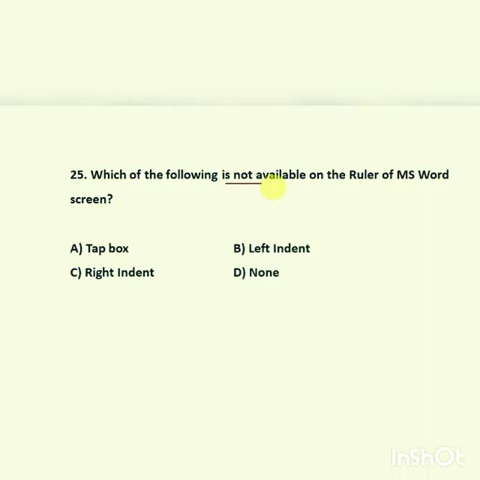 25. Which of the following is not available on the Ruler of MS Word
screen?
A) Tap box B) Left Indent
C) Right Indent D) None
InShOt